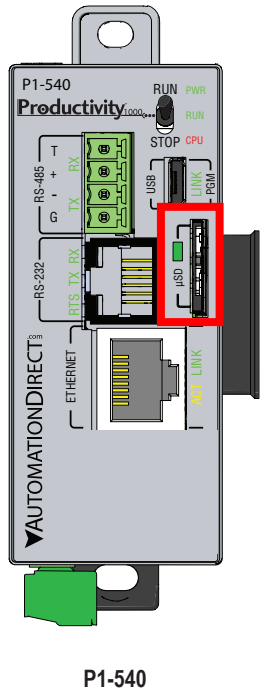 P1-540
RUN PWR
Productivity1000
RUN
STOP CPU
RS-485
T
+
-
G
RX
TX
USB
LINK
PGM
RS-232
RTS TX RX
µSD
ETHERNET
ACT LINK
AUTOMATIONDIRECT.com
P1-540